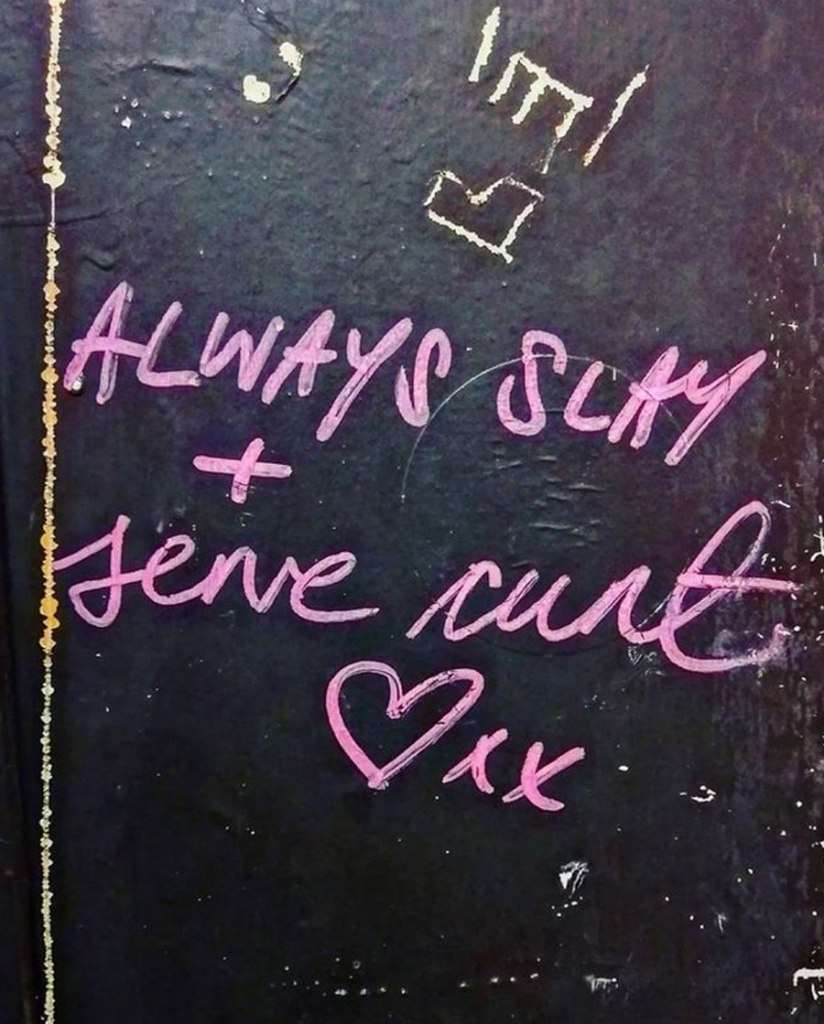 ALWAYS SLAY
+
serve cunt
♡xx